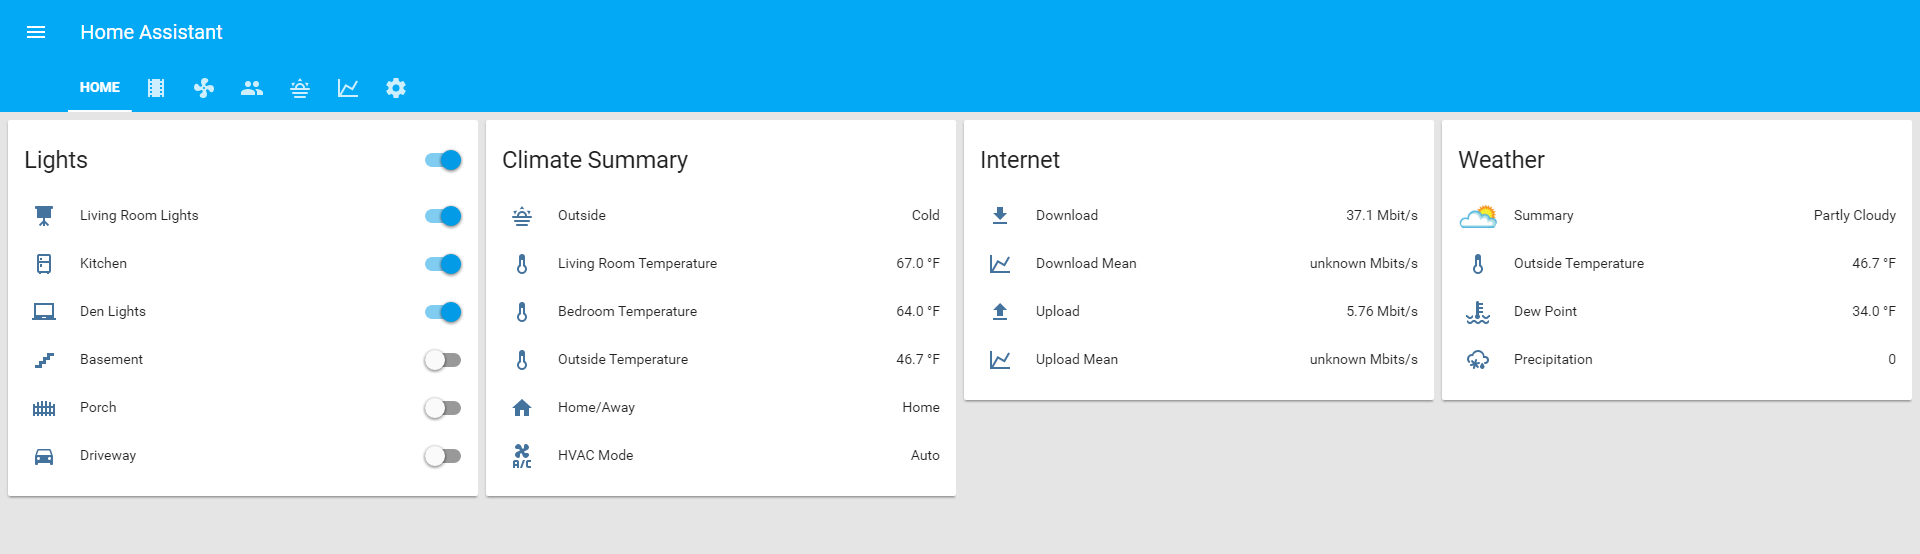 Home Assistant
HOME
Lights
Living Room Lights
Kitchen
Den Lights
Basement
Porch
Driveway
Climate Summary
Outside Cold
Living Room Temperature 67.0 °F
Bedroom Temperature 64.0 °F
Outside Temperature 46.7 °F
Home/Away Home
A/C HVAC Mode Auto
Internet
Download 37.1 Mbit/s
Download Mean unknown Mbits/s
Upload 5.76 Mbit/s
Upload Mean unknown Mbits/s
Weather
Summary Partly Cloudy
Outside Temperature 46.7 °F
Dew Point 34.0 °F
Precipitation 0